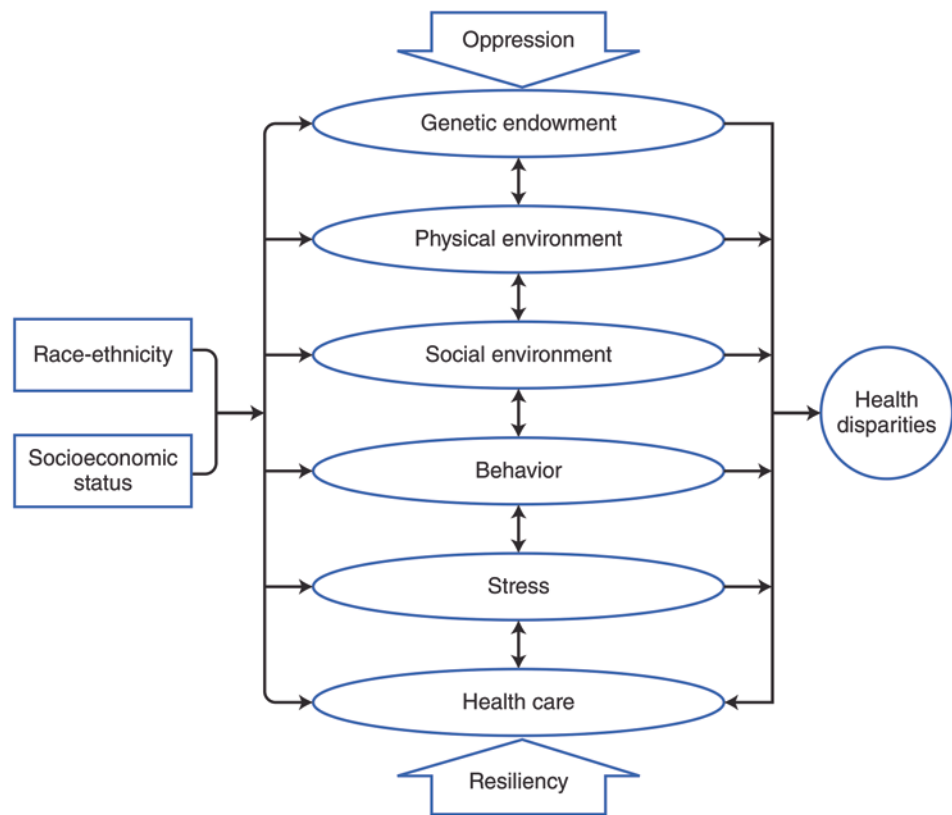 Oppression
Genetic endowment
Physical environment
Social environment
Race-ethnicity
Socioeconomic
status
Behavior
Stress
Health care
Health
disparities
Resiliency